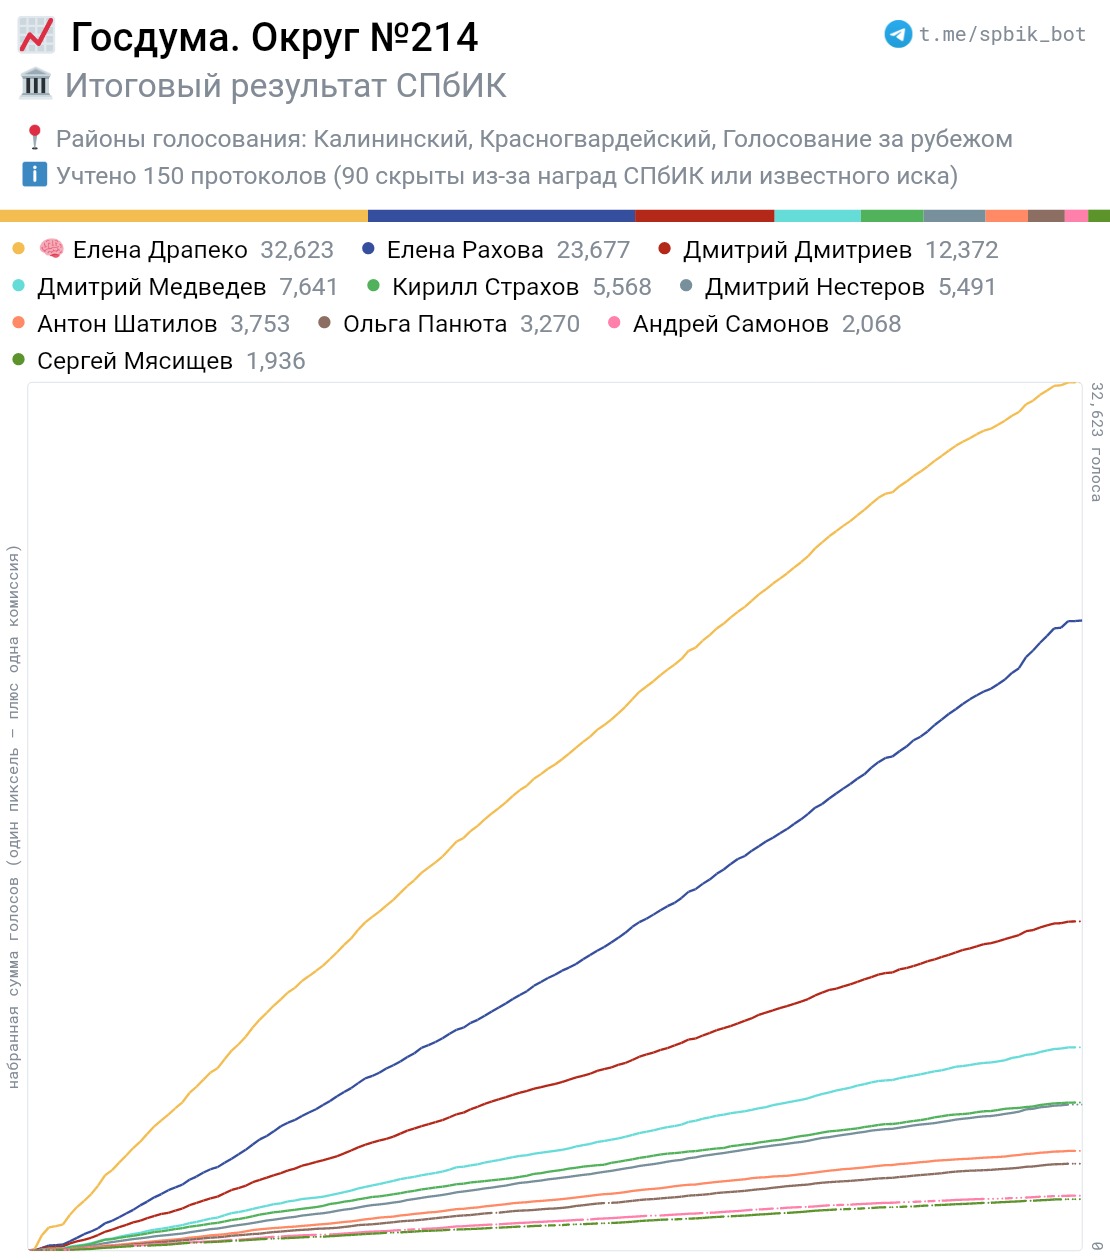 Госдума. Округ №214
t.me/spbik_bot
Итоговый результат СПбИК
Районы голосования: Калининский, Красногвардейский, Голосование за рубежом
Учтено 150 протоколов (90 скрыты из-за наград СПбИК или известного иска)
Елена Драпеко 32,623 Елена Рахова 23,677 Дмитрий Дмитриев 12,372
Дмитрий Медведев 7,641 Кирилл Страхов 5,568 Дмитрий Нестеров 5,491
Антон Шатилов 3,753 Ольга Панюта 3,270 Андрей Самонов 2,068
Сергей Мясищев 1,936
набранная сумма голосов (один пиксель – плюс одна комиссия)
32,623 голоса
0